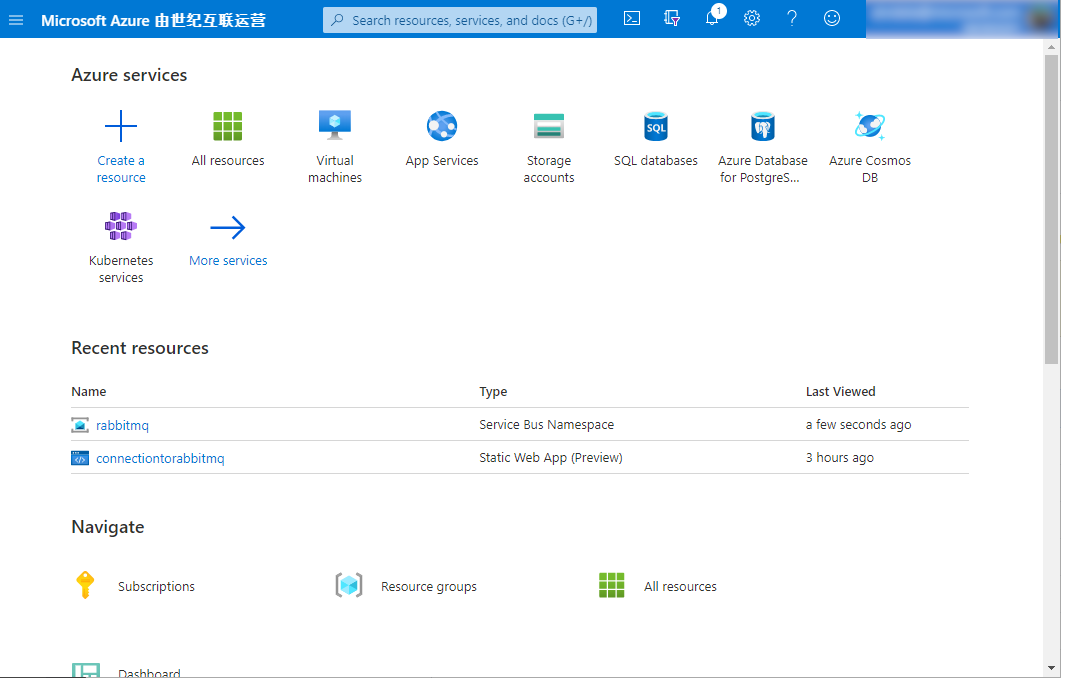 Microsoft Azure 由世纪互联运营
Search resources, services, and docs (G+/)
1
Azure services
Create a
resource
All resources
Virtual
machines
App Services
Storage
accounts
SQL
SQL databases
Azure Database
for PostgreS...
Azure Cosmos
DB
Kubernetes
services
More services
Recent resources
Name Type Last Viewed
rabbitmq Service Bus Namespace a few seconds ago
connectiontorabbitmq Static Web App (Preview) 3 hours ago
Navigate
Subscriptions Resource groups All resources
Dashboard